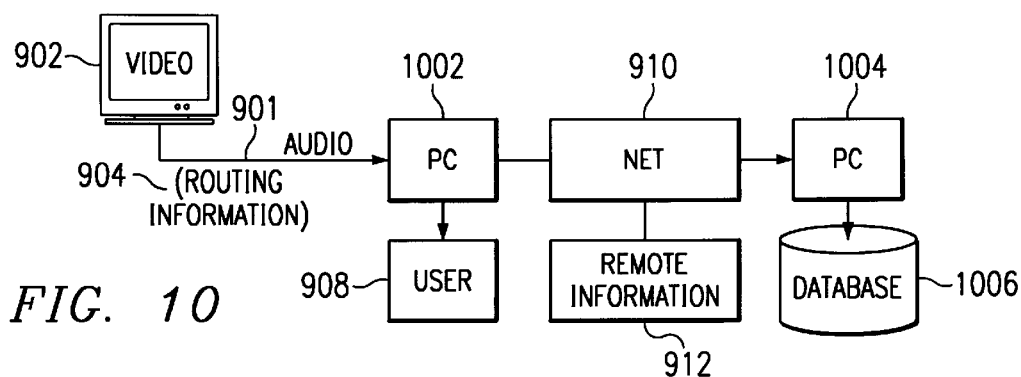 902
VIDEO
901
AUDIO
904
(ROUTING
INFORMATION)
1002
PC
910
NET
1004
PC
908
USER
REMOTE
INFORMATION
912
DATABASE
1006
FIG. 10